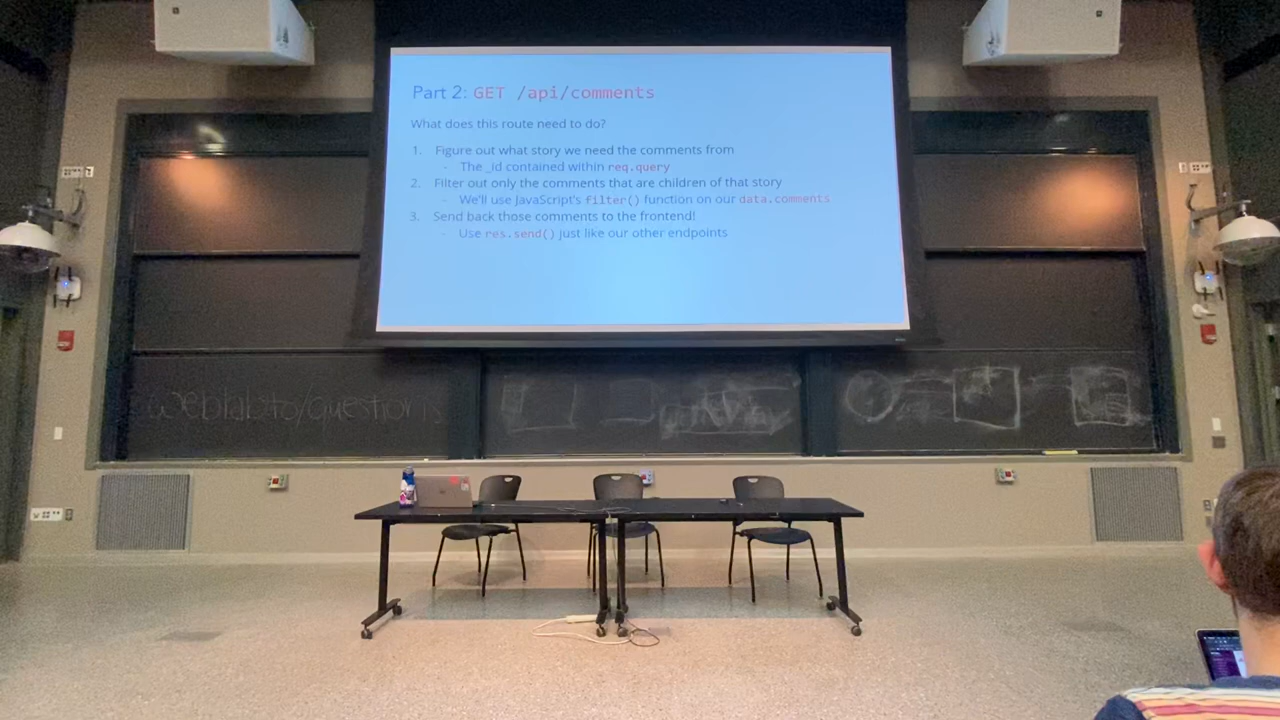 Part 2: GET /api/comments
What does this route need to do?
1. Figure out what story we need the comments from
- The _id contained within req.query
2. Filter out only the comments that are children of that story
- We'll use JavaScript's filter() function on our data.comments
3. Send back those comments to the frontend!
- Use res.send() just like our other endpoints
weblab.to/questions